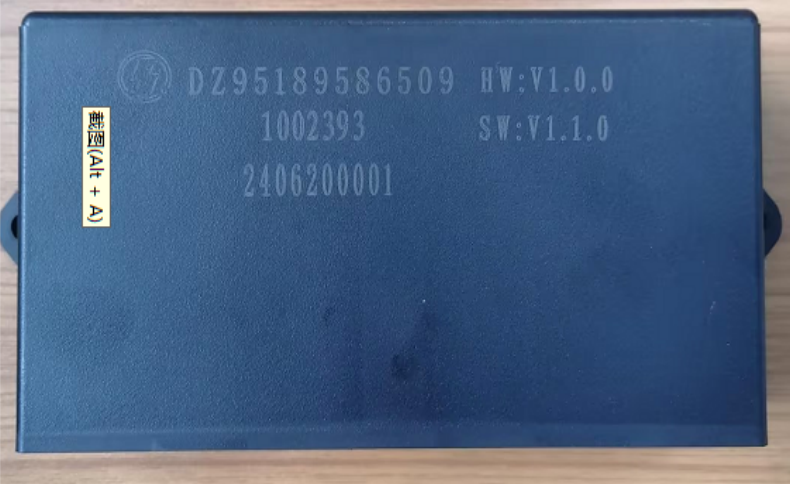 DZ95189586509 HW:V1.0.0
1002393 SW:V1.1.0
2406200001
截图(Alt + A)